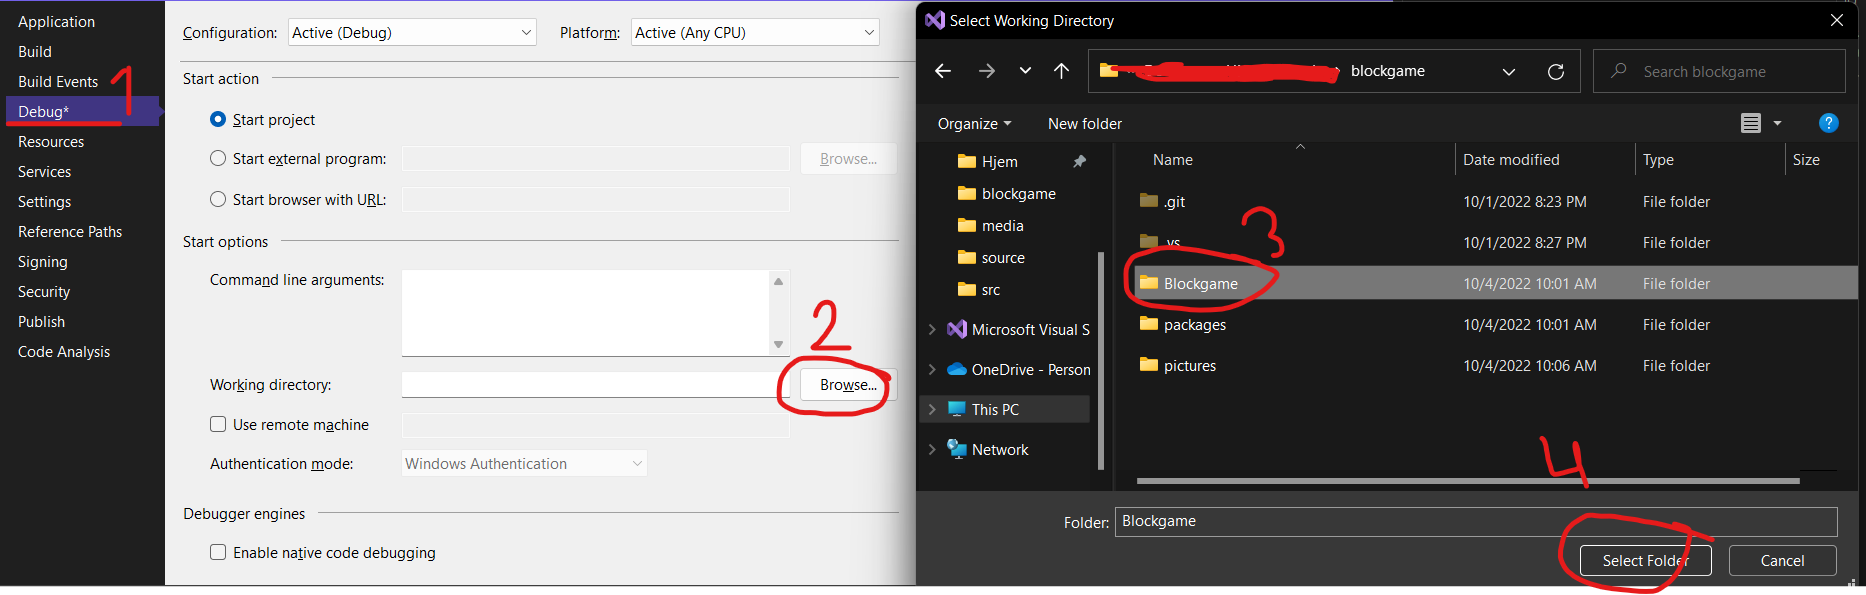 Application
Build
Build Events
Debug*
Resources
Services
Settings
Reference Paths
Signing
Security
Publish
Code Analysis
1
Configuration: Active (Debug) Platform: Active (Any CPU)
Start action
Start project
Start external program: Browse...
Start browser with URL:
Start options
Command line arguments:
2
Working directory: Browse...
Use remote machine
Authentication mode: Windows Authentication
Debugger engines
Enable native code debugging
Select Working Directory
blockgame
Search blockgame
Organize New folder
?
Hjem
blockgame
media
source
src
Microsoft Visual S
OneDrive - Person
This PC
Network
Name Date modified Type Size
.git 10/1/2022 8:23 PM File folder
.vs 10/1/2022 8:27 PM File folder
3
Blockgame 10/4/2022 10:01 AM File folder
packages 10/4/2022 10:01 AM File folder
pictures 10/4/2022 10:06 AM File folder
4
Folder: Blockgame
Select Folder Cancel